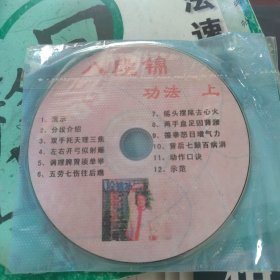 八段锦
功法 上
1. 演示
2. 分段介绍
3. 双手托天理三焦
4. 左右开弓似射雕
5. 调理脾胃须单举
6. 五劳七伤往后瞧
7. 摇头摆尾去心火
8. 两手盘足固肾腰
9. 攥拳怒目增气力
10. 背后七颠百病消
11. 动作口诀
12. 示范
法
速